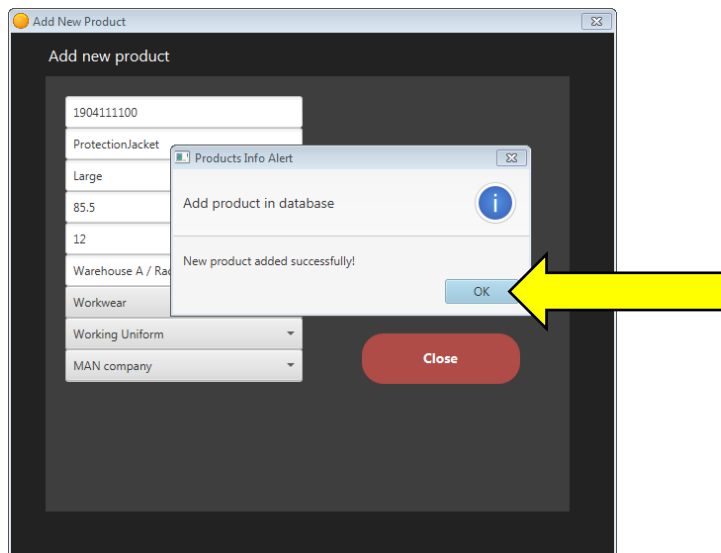 Add New Product
Add new product
1904111100
ProtectionJacket
Large
85.5
12
Warehouse A /
Workwear
Working Uniform
MAN company
Products Info Alert
Add product in database
New product added successfully!
OK
Close